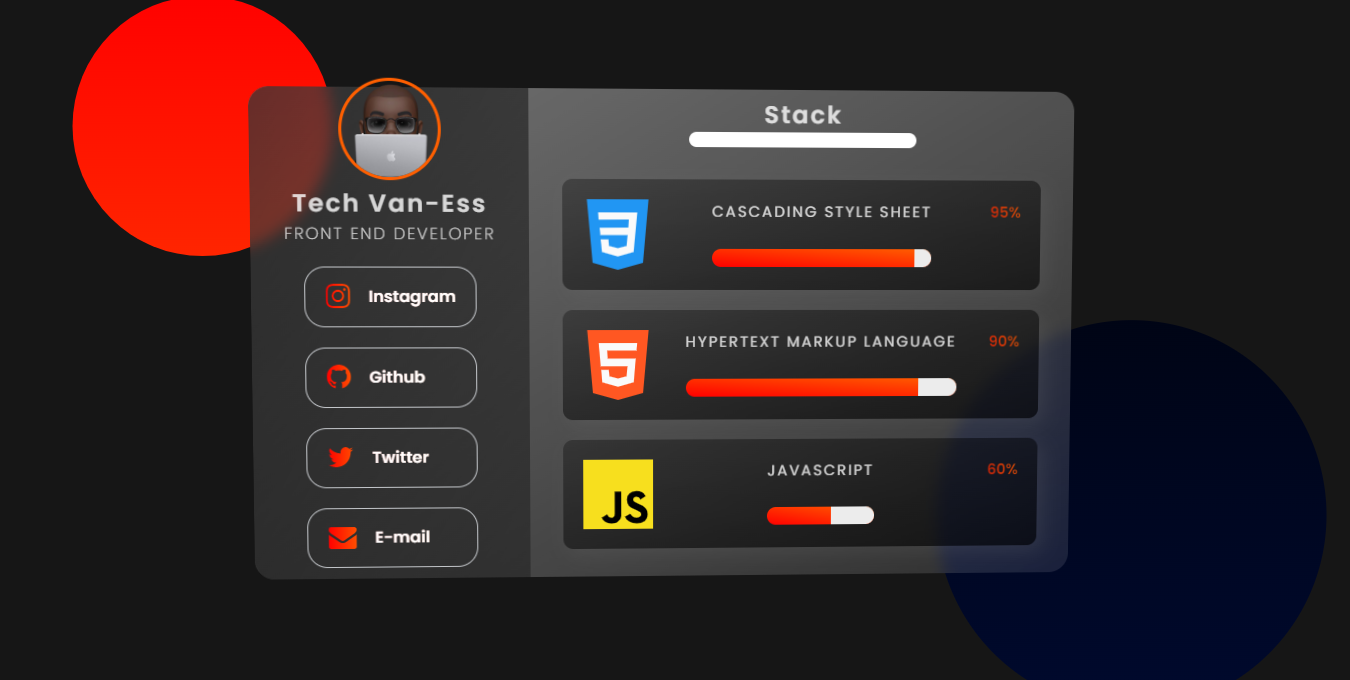 Tech Van-Ess
FRONT END DEVELOPER
Instagram
Github
Twitter
E-mail
Stack
CASCADING STYLE SHEET 95%
HYPERTEXT MARKUP LANGUAGE 90%
JS JAVASCRIPT 60%